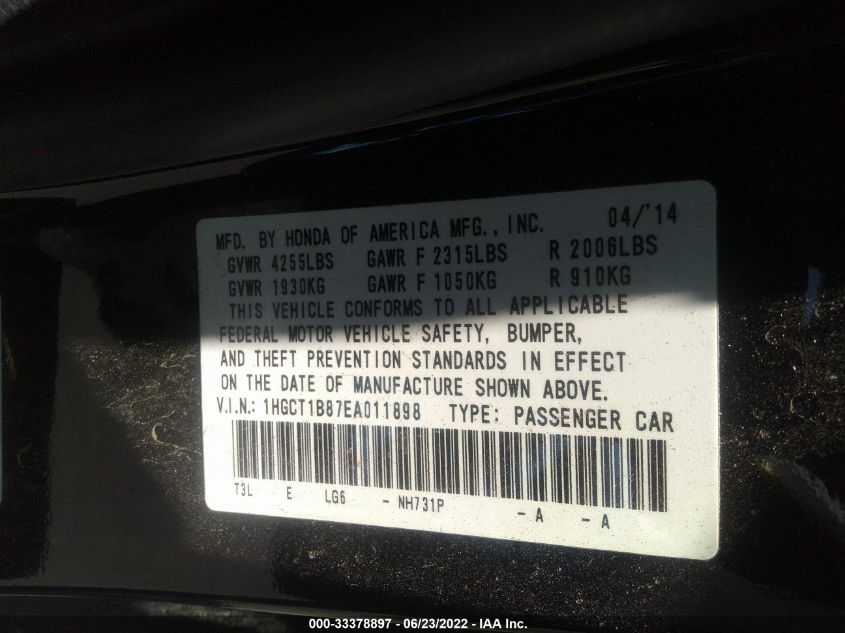 MFD. BY HONDA OF AMERICA MFG., INC. 04/'14
GVWR 4255LBS GAWR F 2315LBS R 2006LBS
GVWR 1930KG GAWR F 1050KG R 910KG
THIS VEHICLE CONFORMS TO ALL APPLICABLE
FEDERAL MOTOR VEHICLE SAFETY, BUMPER,
AND THEFT PREVENTION STANDARDS IN EFFECT
ON THE DATE OF MANUFACTURE SHOWN ABOVE.
V.I.N.: 1HGCT1B87EA011898 TYPE: PASSENGER CAR
T3L E LG6 - NH731P - A - A
000-33378897 - 06/23/2022 - IAA Inc.